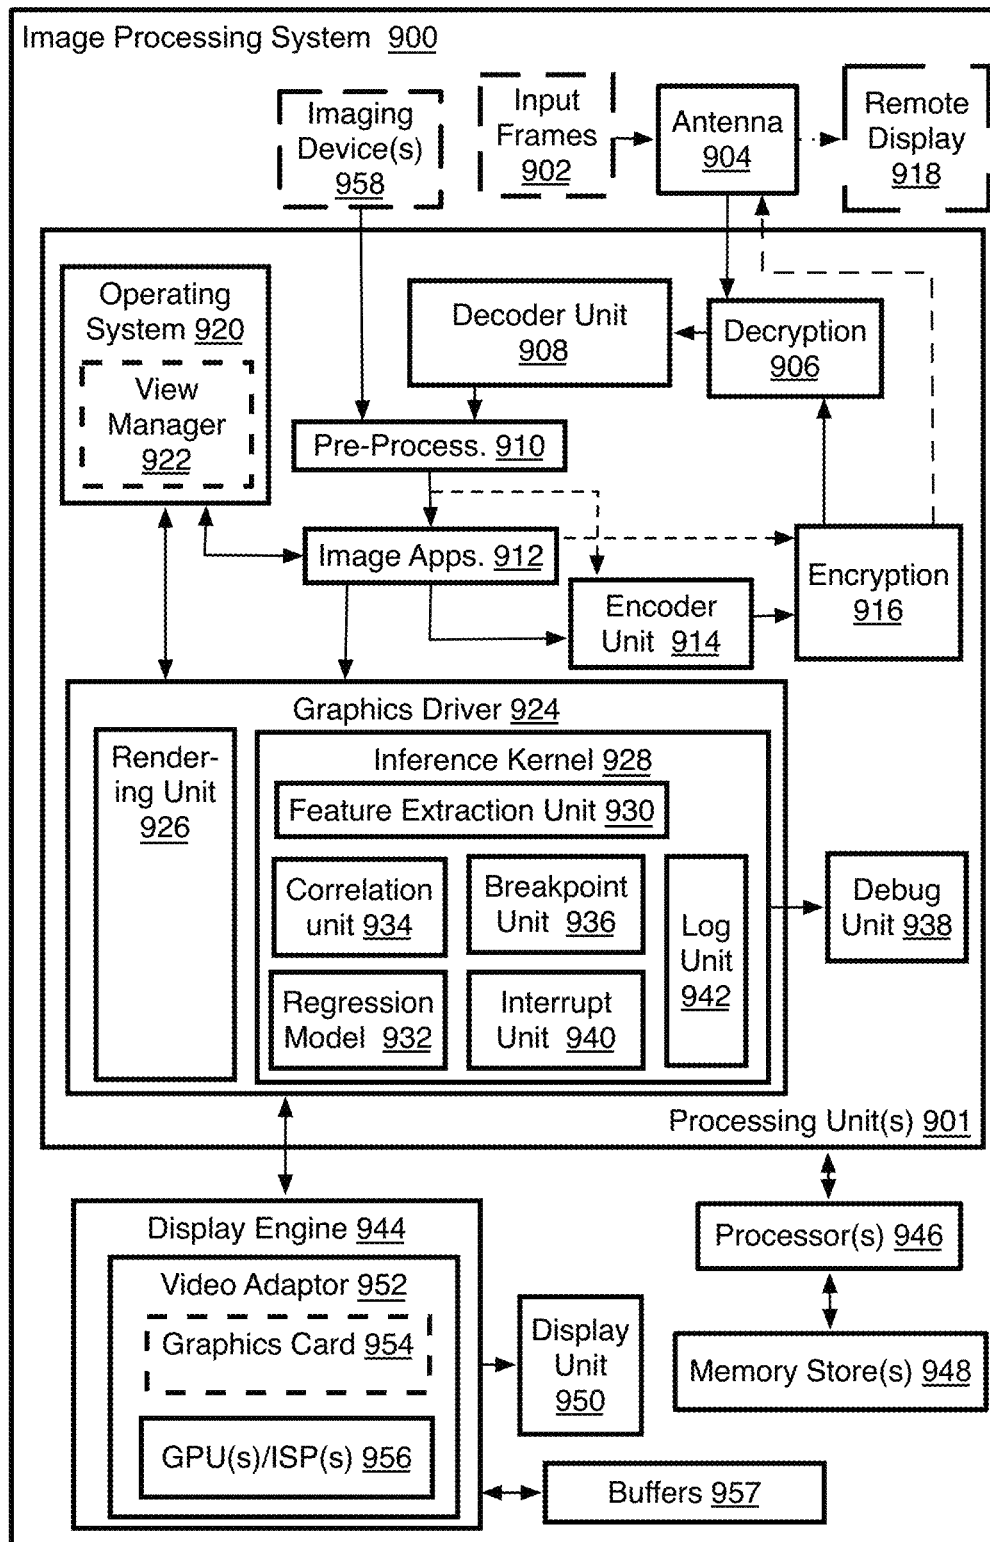 Image Processing System 900
Imaging
Device(s)
958
Input
Frames
902
Antenna
904
Remote
Display
918
Operating
System 920
View
Manager
922
Decoder Unit
908
Decryption
906
Pre-Process. 910
Image Apps. 912
Encoder
Unit 914
Encryption
916
Graphics Driver 924
Render-
ing Unit
926
Inference Kernel 928
Feature Extraction Unit 930
Correlation
unit 934
Breakpoint
Unit 936
Regression
Model 932
Interrupt
Unit 940
Log
Unit
942
Debug
Unit 938
Processing Unit(s) 901
Display Engine 944
Video Adaptor 952
Graphics Card 954
GPU(s)/ISP(s) 956
Display
Unit
950
Buffers 957
Processor(s) 946
Memory Store(s) 948